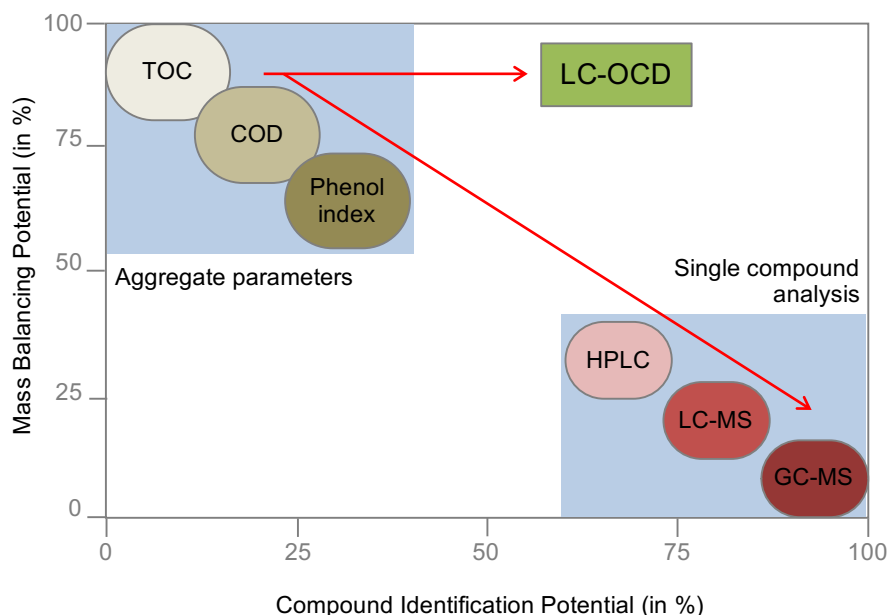 Mass Balancing Potential (in %)
100
75
50
25
0
TOC
COD
Phenol
index
LC-OCD
Aggregate parameters
Single compound
analysis
HPLC
LC-MS
GC-MS
0
25
50
75
100
Compound Identification Potential (in %)